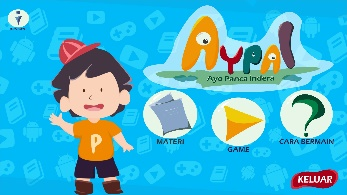 AYPAI
Ayo Panca Indera
P
MATERI
GAME
CARA BERMAIN
KELUAR